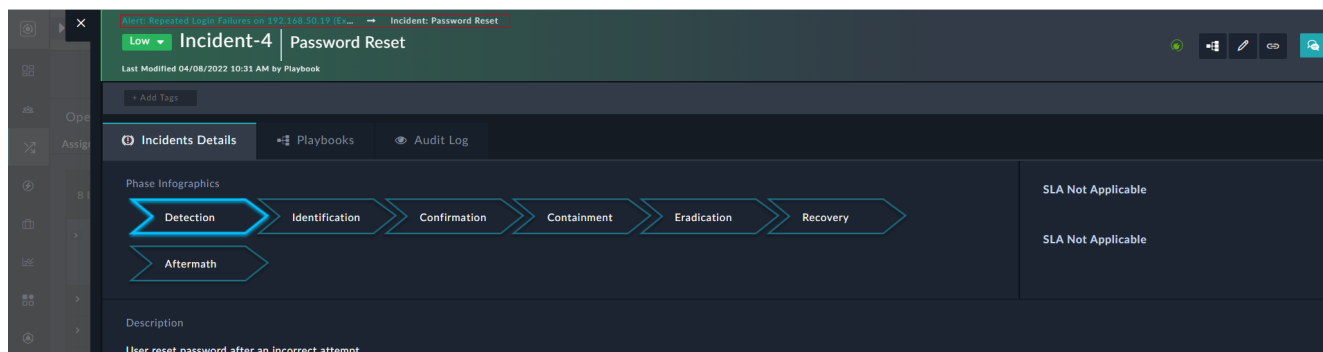 Alert: Repeated Login Failures on 192.168.50.19 (Ex... → Incident: Password Reset
Low Incident-4 Password Reset
Last Modified 04/08/2022 10:31 AM by Playbook
+ Add Tags
Ope
Assig
Incidents Details Playbooks Audit Log
Phase Infographics
SLA Not Applicable
8 I
Detection Identification Confirmation Containment Eradication Recovery
SLA Not Applicable
Aftermath
Description
User reset password after an incorrect attempt